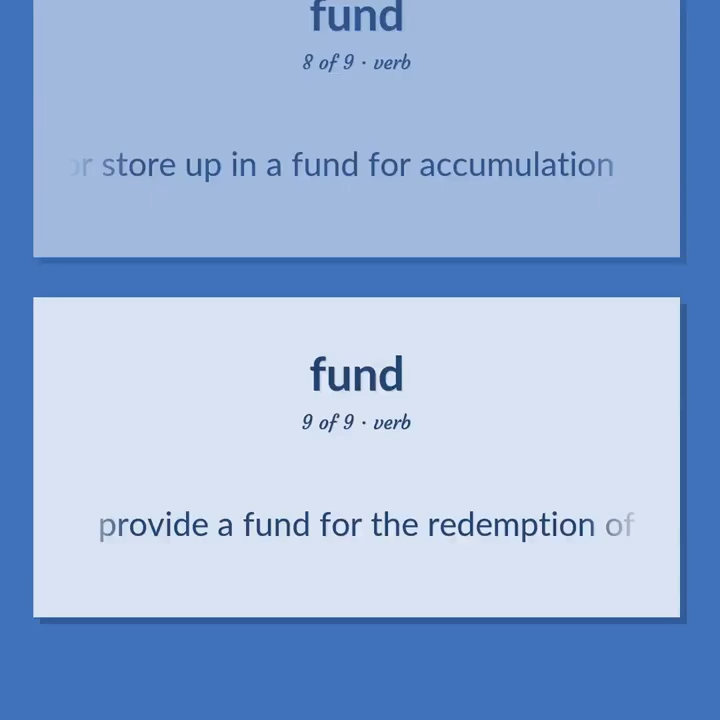 fund
8 of 9 · verb
or store up in a fund for accumulation
fund
9 of 9 · verb
provide a fund for the redemption of